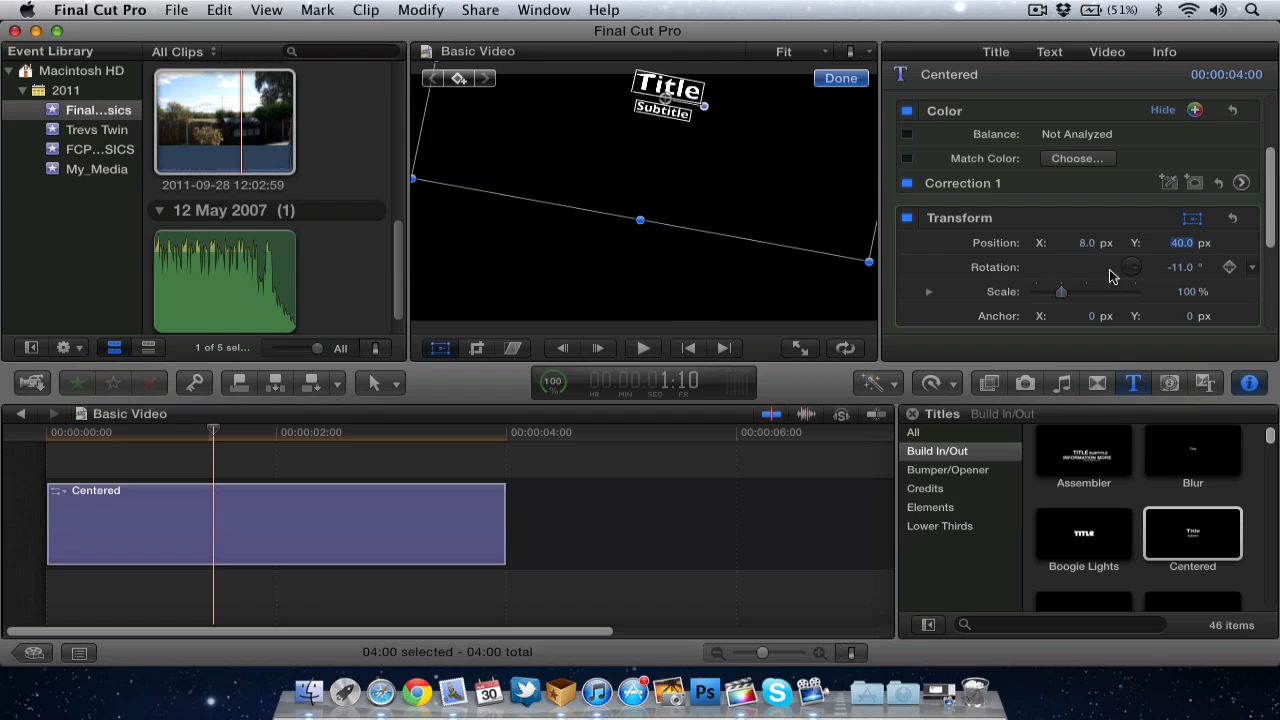 Final Cut Pro File Edit View Mark Clip Modify Share Window Help (51%)
Final Cut Pro
Event Library All Clips Basic Video Fit Title Text Video Info
Macintosh HD
2011
Final...sics
Trevs Twin
FCP...SICS
My_Media
2011-09-28 12:02:59
12 May 2007 (1)
1 of 5 sel... All
Title
Subtitle
Done
Centered 00:00:04:00
Color Hide
Balance: Not Analyzed
Match Color: Choose...
Correction 1
Transform
Position: X: 8.0 px Y: 40.0 px
Rotation: -11.0 °
Scale: 100 %
Anchor: X: 0 px Y: 0 px
100 % 00:00:01:10
HR MIN SEC FR
Basic Video
00:00:00:00 00:00:02:00 00:00:04:00 00:00:06:00
Centered
04:00 selected - 04:00 total
Titles Build In/Out
All
Build In/Out
Bumper/Opener
Credits
Elements
Lower Thirds
TITLE SUBTITLE
INFORMATION MORE
Assembler
Blur
TITLE
Boogie Lights
Title
Centered
46 items
30
Ps